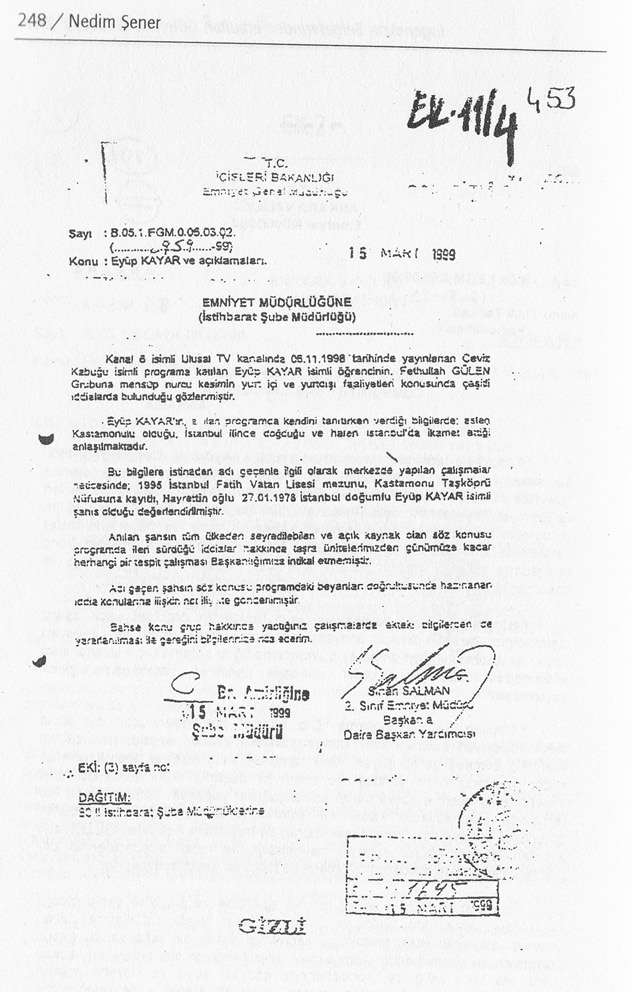 248 / Nedim Şener
EK-11/4 453
T.C.
İÇİŞLERİ BAKANLIĞI
Emniyet Genel Müdürlüğü
Sayı : B.05.1.FGM.0.06.03.02.
(............959......-99)
15 MART 1999
Konu : Eyüp KAYAR ve açıklamaları.
EMNİYET MÜDÜRLÜĞÜNE
(İstihbarat Şube Müdürlüğü)
Kanal 6 isimli Ulusal TV kanalında 06.11.1998 tarihinde yayınlanan Ceviz
Kabuğu isimli programa katılan Eyüp KAYAR isimli öğrencinin, Fethullah GÜLEN
Grubuna mensup nurcu kesimin yurt içi ve yurtdışı faaliyetleri konusunda çeşitli
iddialarda bulunduğu gözlenmiştir.
Eyüp KAYAR'ın, programda kendini tanıtırken verdiği bilgilerde; aslen
Kastamonulu olduğu, İstanbul ilinde doğduğu ve halen İstanbul'da ikamet ettiği
anlaşılmaktadır.
Bu bilgilere istinaden adı geçenle ilgili olarak merkezde yapılan çalışmalar
neticesinde; 1995 İstanbul Fatih Vatan Lisesi mezunu, Kastamonu Taşköprü
Nüfusuna kayıtlı, Hayrettin oğlu 27.01.1978 İstanbul doğumlu Eyüp KAYAR isimli
şahıs olduğu değerlendirilmiştir.
Anılan şahsın tüm ülkeden seyredilebilen ve açık kaynak olan söz konusu
programda ileri sürdüğü iddialar hakkında taşra ünitelerimizden günümüze kadar
herhangi bir tespit çalışması Başkanlığımıza intikal etmemiştir.
Adı geçen şahsın söz konusu programdaki beyanları doğrultusunda hazırlanan
iddia konularına ilişkin not ilişikte gönderilmiştir.
Bahse konu grup hakkında yaptığınız çalışmalarda ekteki bilgilerden de
yararlanılması ile gereğini bilgilerinize rica ederim.
Sinan SALMAN
2. Sınıf Emniyet Müdürü
Başkan a.
Daire Başkan Yardımcısı
C Br. Amirliğine
15 MART 1999
Şube Müdürü
EKİ: (3) sayfa not
DAĞITIM:
80 İl İstihbarat Şube Müdürlüklerine
1645
15 MART 1999
GİZLİ